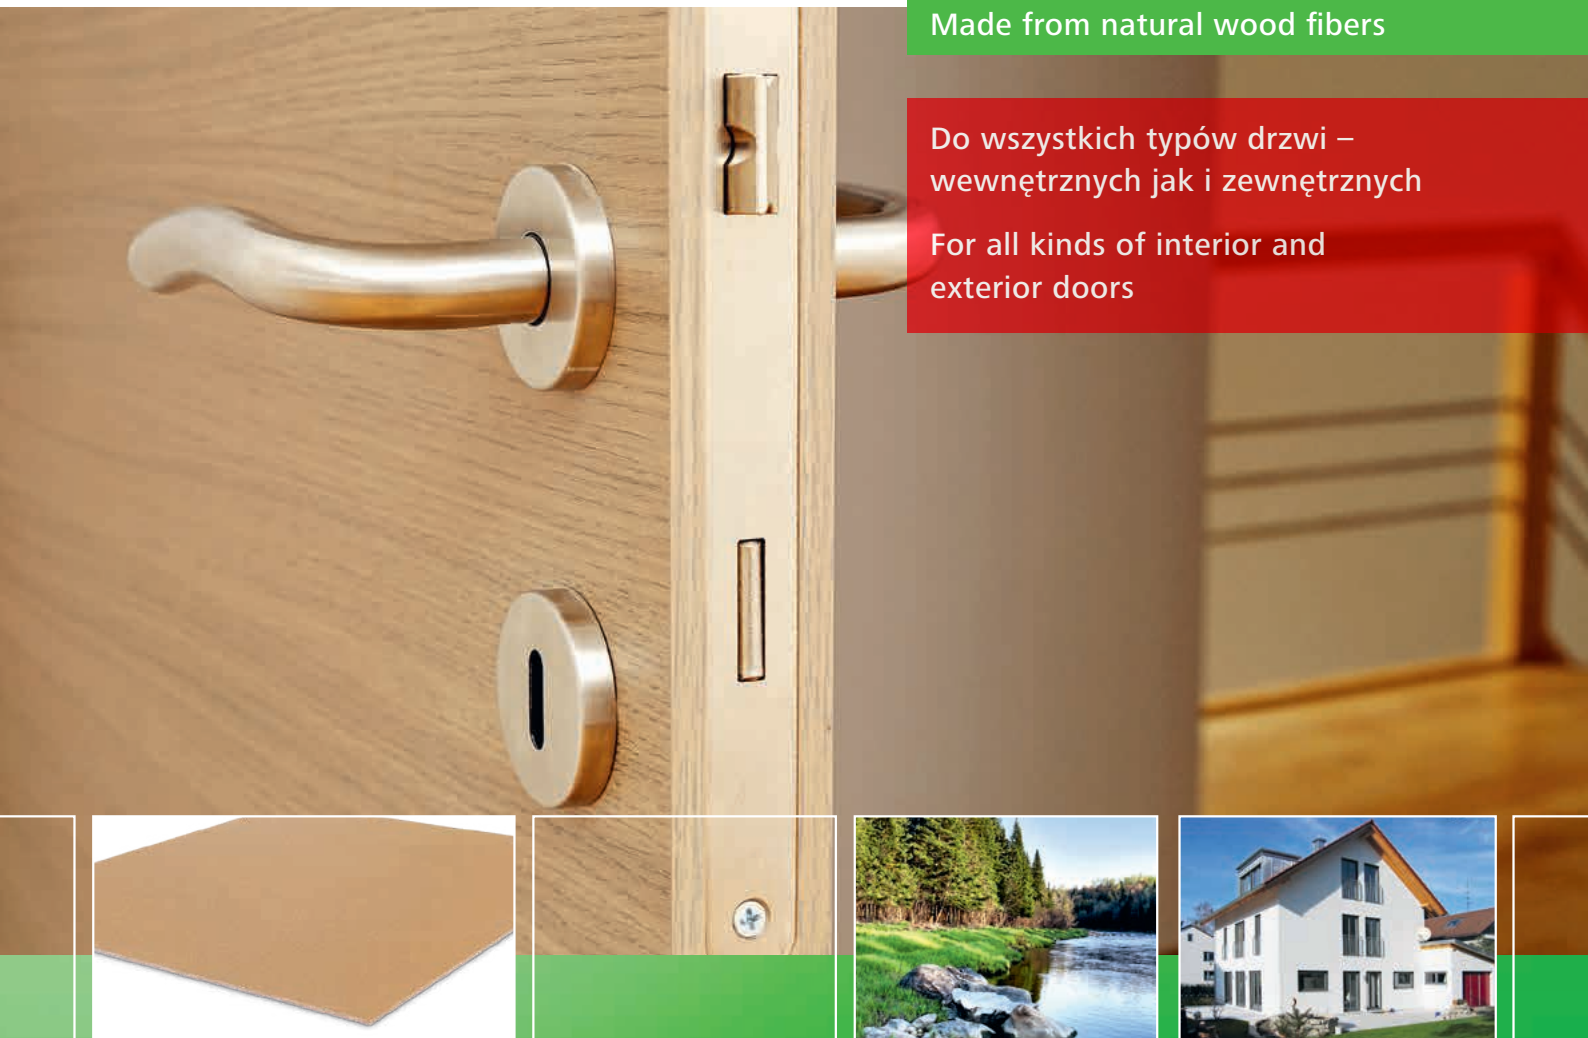 Made from natural wood fibers
Do wszystkich typów drzwi –
wewnętrznych jak i zewnętrznych
For all kinds of interior and
exterior doors